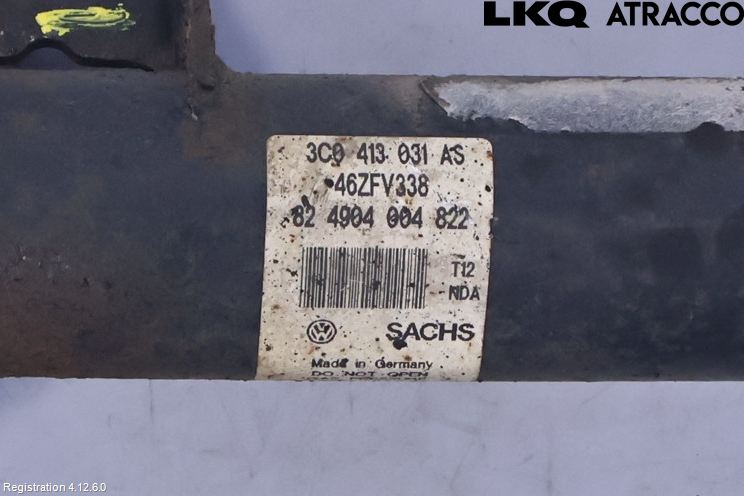 LKQ ATRACCO
3C0 413 031 AS
46ZFV338
82 4904 004 822
T12
NDA
SACHS
Made in Germany
DO NOT OPEN
Registration 4.12.6.0